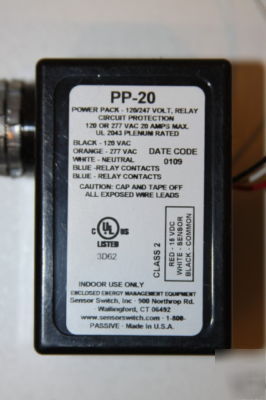 PP-20
POWER PACK - 120/247 VOLT, RELAY
CIRCUIT PROTECTION
120 OR 277 VAC 20 AMPS MAX.
UL 2043 PLENUM RATED
BLACK - 120 VAC
ORANGE - 277 VAC
WHITE - NEUTRAL
BLUE -RELAY CONTACTS
BLUE -RELAY CONTACTS
DATE CODE
0109
CAUTION: CAP AND TAPE OFF
ALL EXPOSED WIRE LEADS
C UL US
LISTED
3D62
CLASS 2
RED - 15 VDC
WHITE - SENSOR
BLACK - COMMON
INDOOR USE ONLY
ENCLOSED ENERGY MANAGEMENT EQUIPMENT
Sensor Switch, Inc - 900 Northrop Rd.
Wallingford, CT 06492
www.sensorswitch.com - 1-800-
PASSIVE - Made in U.S.A.